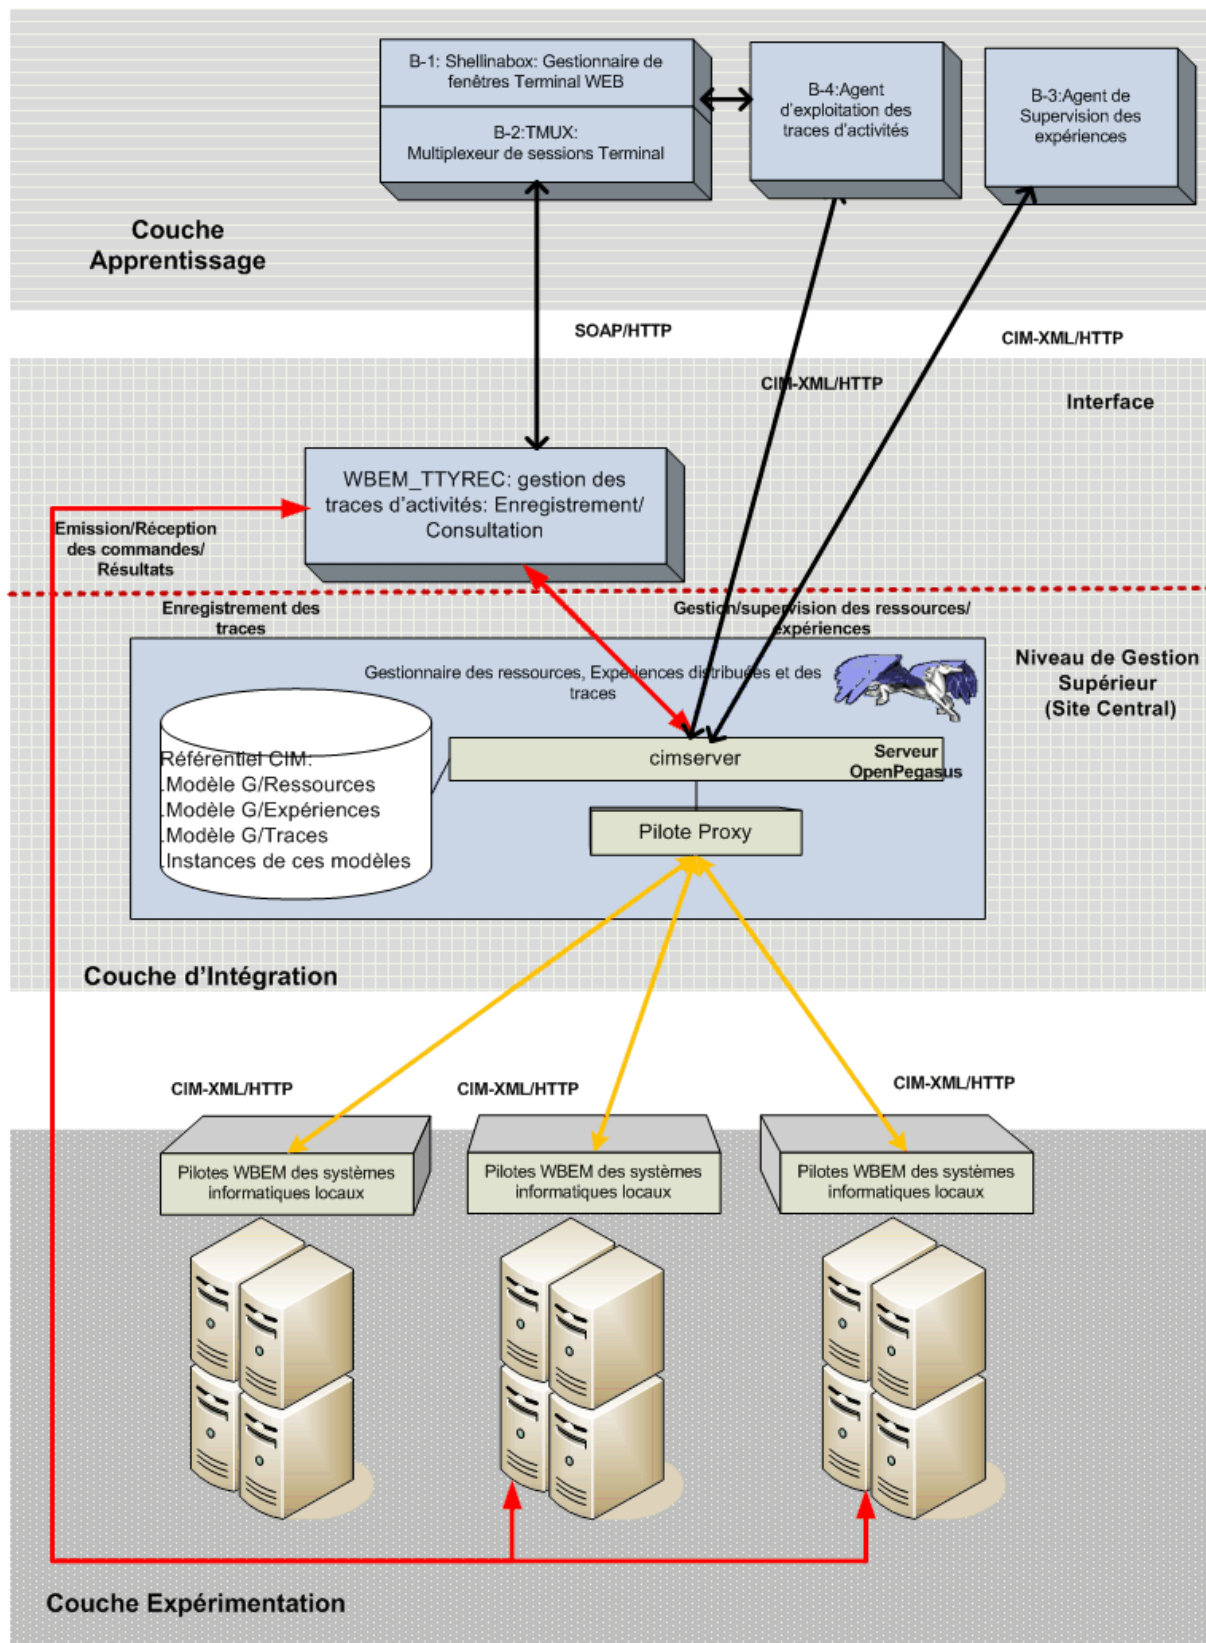 B-1: Shellinabox: Gestionnaire de
fenêtres Terminal WEB
B-2:TMUX:
Multiplexeur de sessions Terminal
B-4:Agent
d'exploitation des
traces d'activités
B-3:Agent de
Supervision des
expériences
Couche
Apprentissage
SOAP/HTTP
CIM-XML/HTTP
CIM-XML/HTTP
Interface
WBEM_TTYREC: gestion des
traces d'activités: Enregistrement/
Consultation
Emission/Réception
des commandes/
Résultats
Enregistrement des
traces
Gestion/supervision des ressources/
expériences
Niveau de Gestion
Supérieur
(Site Central)
Gestionnaire des ressources, Expériences distribuées et des
traces
Référentiel CIM:
.Modèle G/Ressources
.Modèle G/Expériences
.Modèle G/Traces
.Instances de ces modèles
cimserver
Serveur
OpenPegasus
Pilote Proxy
Couche d'Intégration
CIM-XML/HTTP
CIM-XML/HTTP
CIM-XML/HTTP
Pilotes WBEM des systèmes
informatiques locaux
Pilotes WBEM des systèmes
informatiques locaux
Pilotes WBEM des systèmes
informatiques locaux
Couche Expérimentation